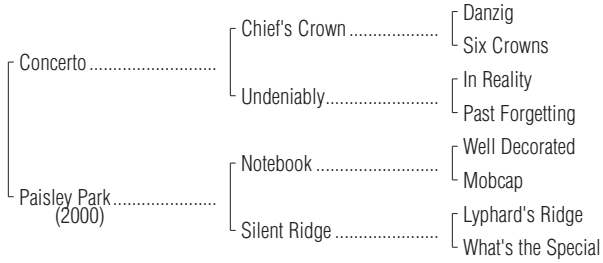 Danzig
Chief's Crown ...................
Six Crowns
Concerto ...........................
In Reality
Undeniably........................
Past Forgetting
Well Decorated
Notebook ..........................
Mobcap
Paisley Park......................
(2000)
Lyphard's Ridge
Silent Ridge ......................
What's the Special